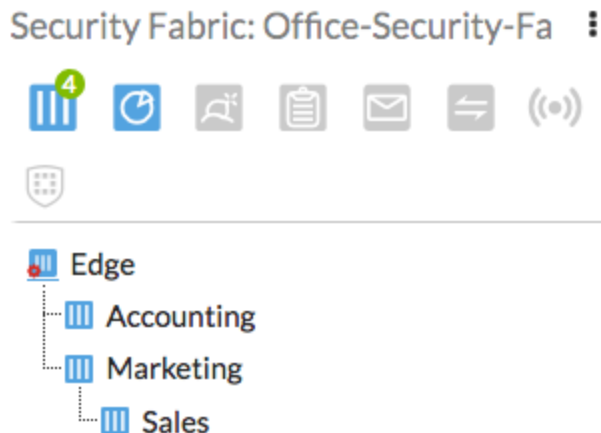 Security Fabric: Office-Security-Fa
4
Edge
Accounting
Marketing
Sales